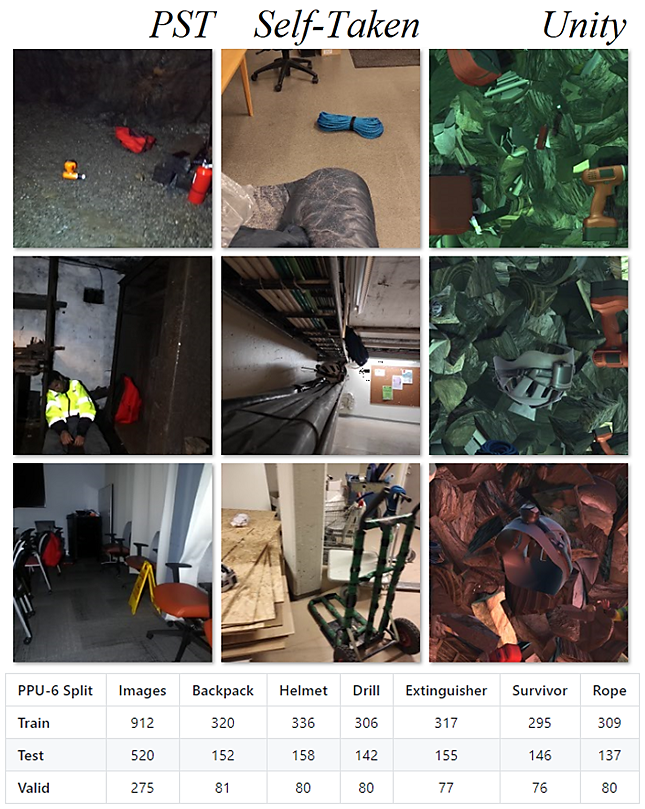 PST Self-Taken Unity
PPU-6 Split Images Backpack Helmet Drill Extinguisher Survivor Rope
Train 912 320 336 306 317 295 309
Test 520 152 158 142 155 146 137
Valid 275 81 80 80 77 76 80